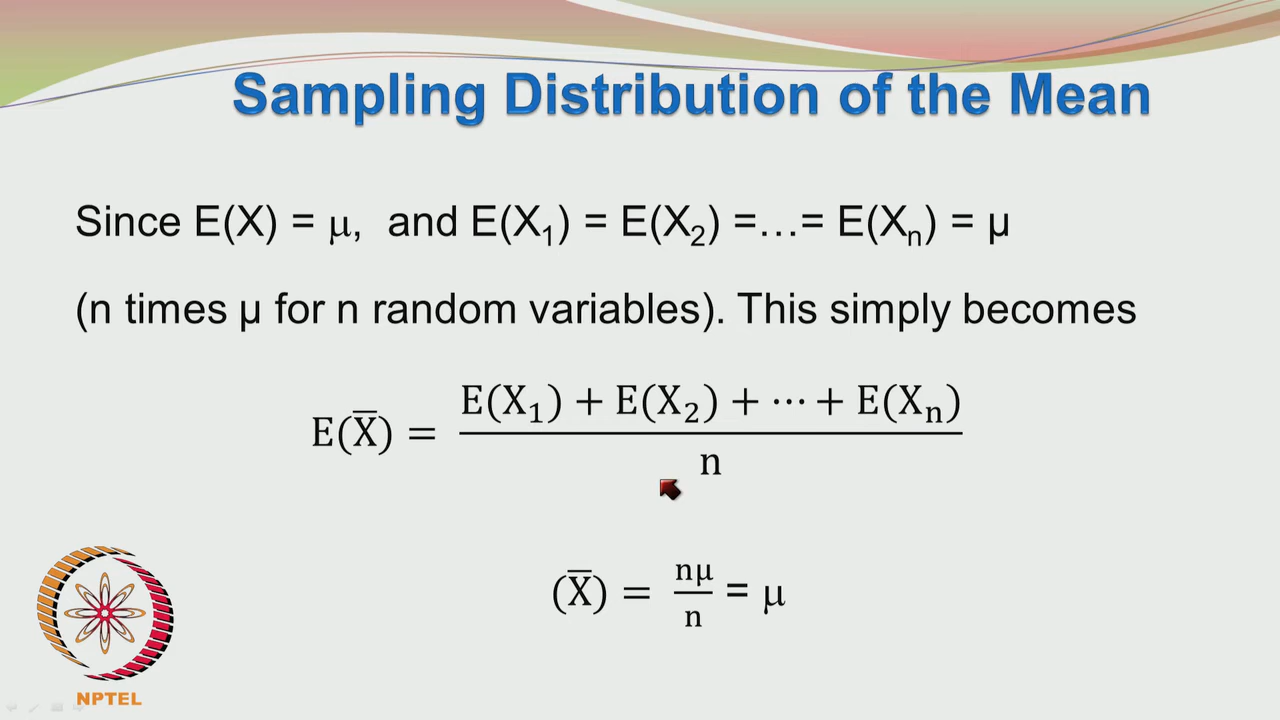 Sampling Distribution of the Mean
Since E(X) = μ, and E(X₁) = E(X₂) =…= E(Xₙ) = μ
(n times μ for n random variables). This simply becomes
E(X̅) = (E(X₁) + E(X₂) + ⋯ + E(Xₙ)) / n
(X̅) = nμ/n = μ
NPTEL